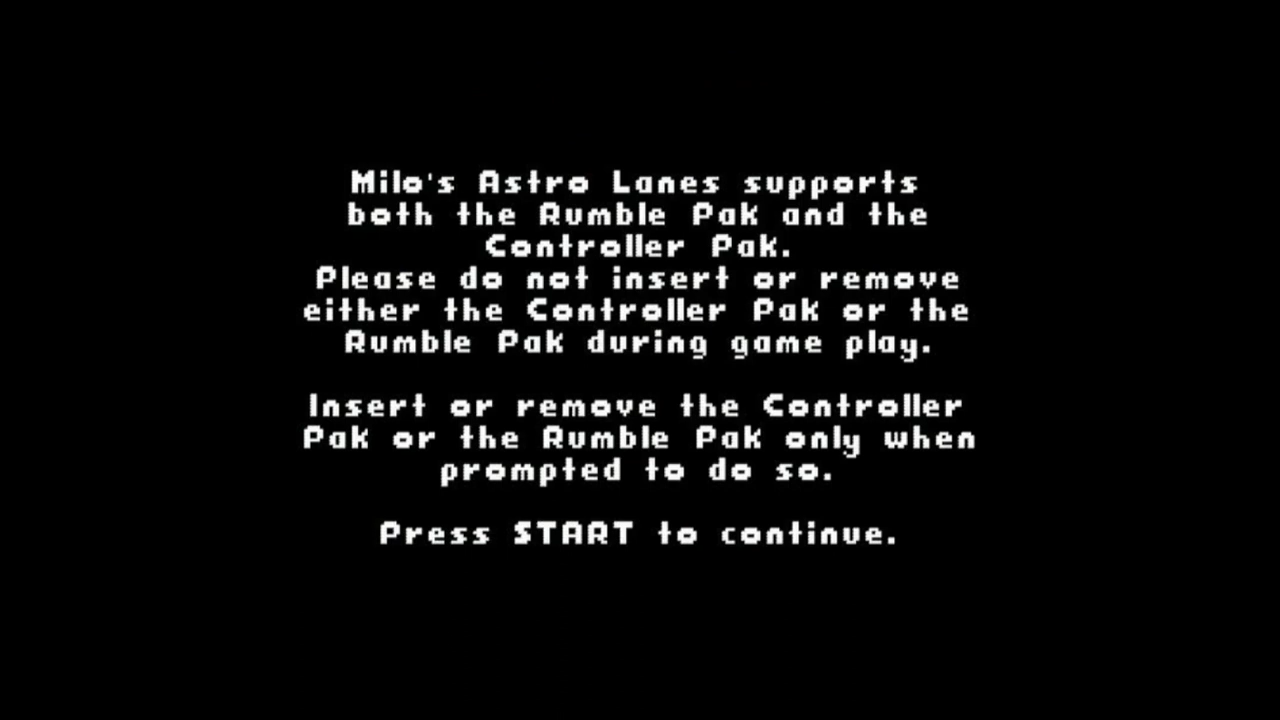 Milo's Astro Lanes supports
both the Rumble Pak and the
Controller Pak.
Please do not insert or remove
either the Controller Pak or the
Rumble Pak during game play.
Insert or remove the Controller
Pak or the Rumble Pak only when
prompted to do so.
Press START to continue.